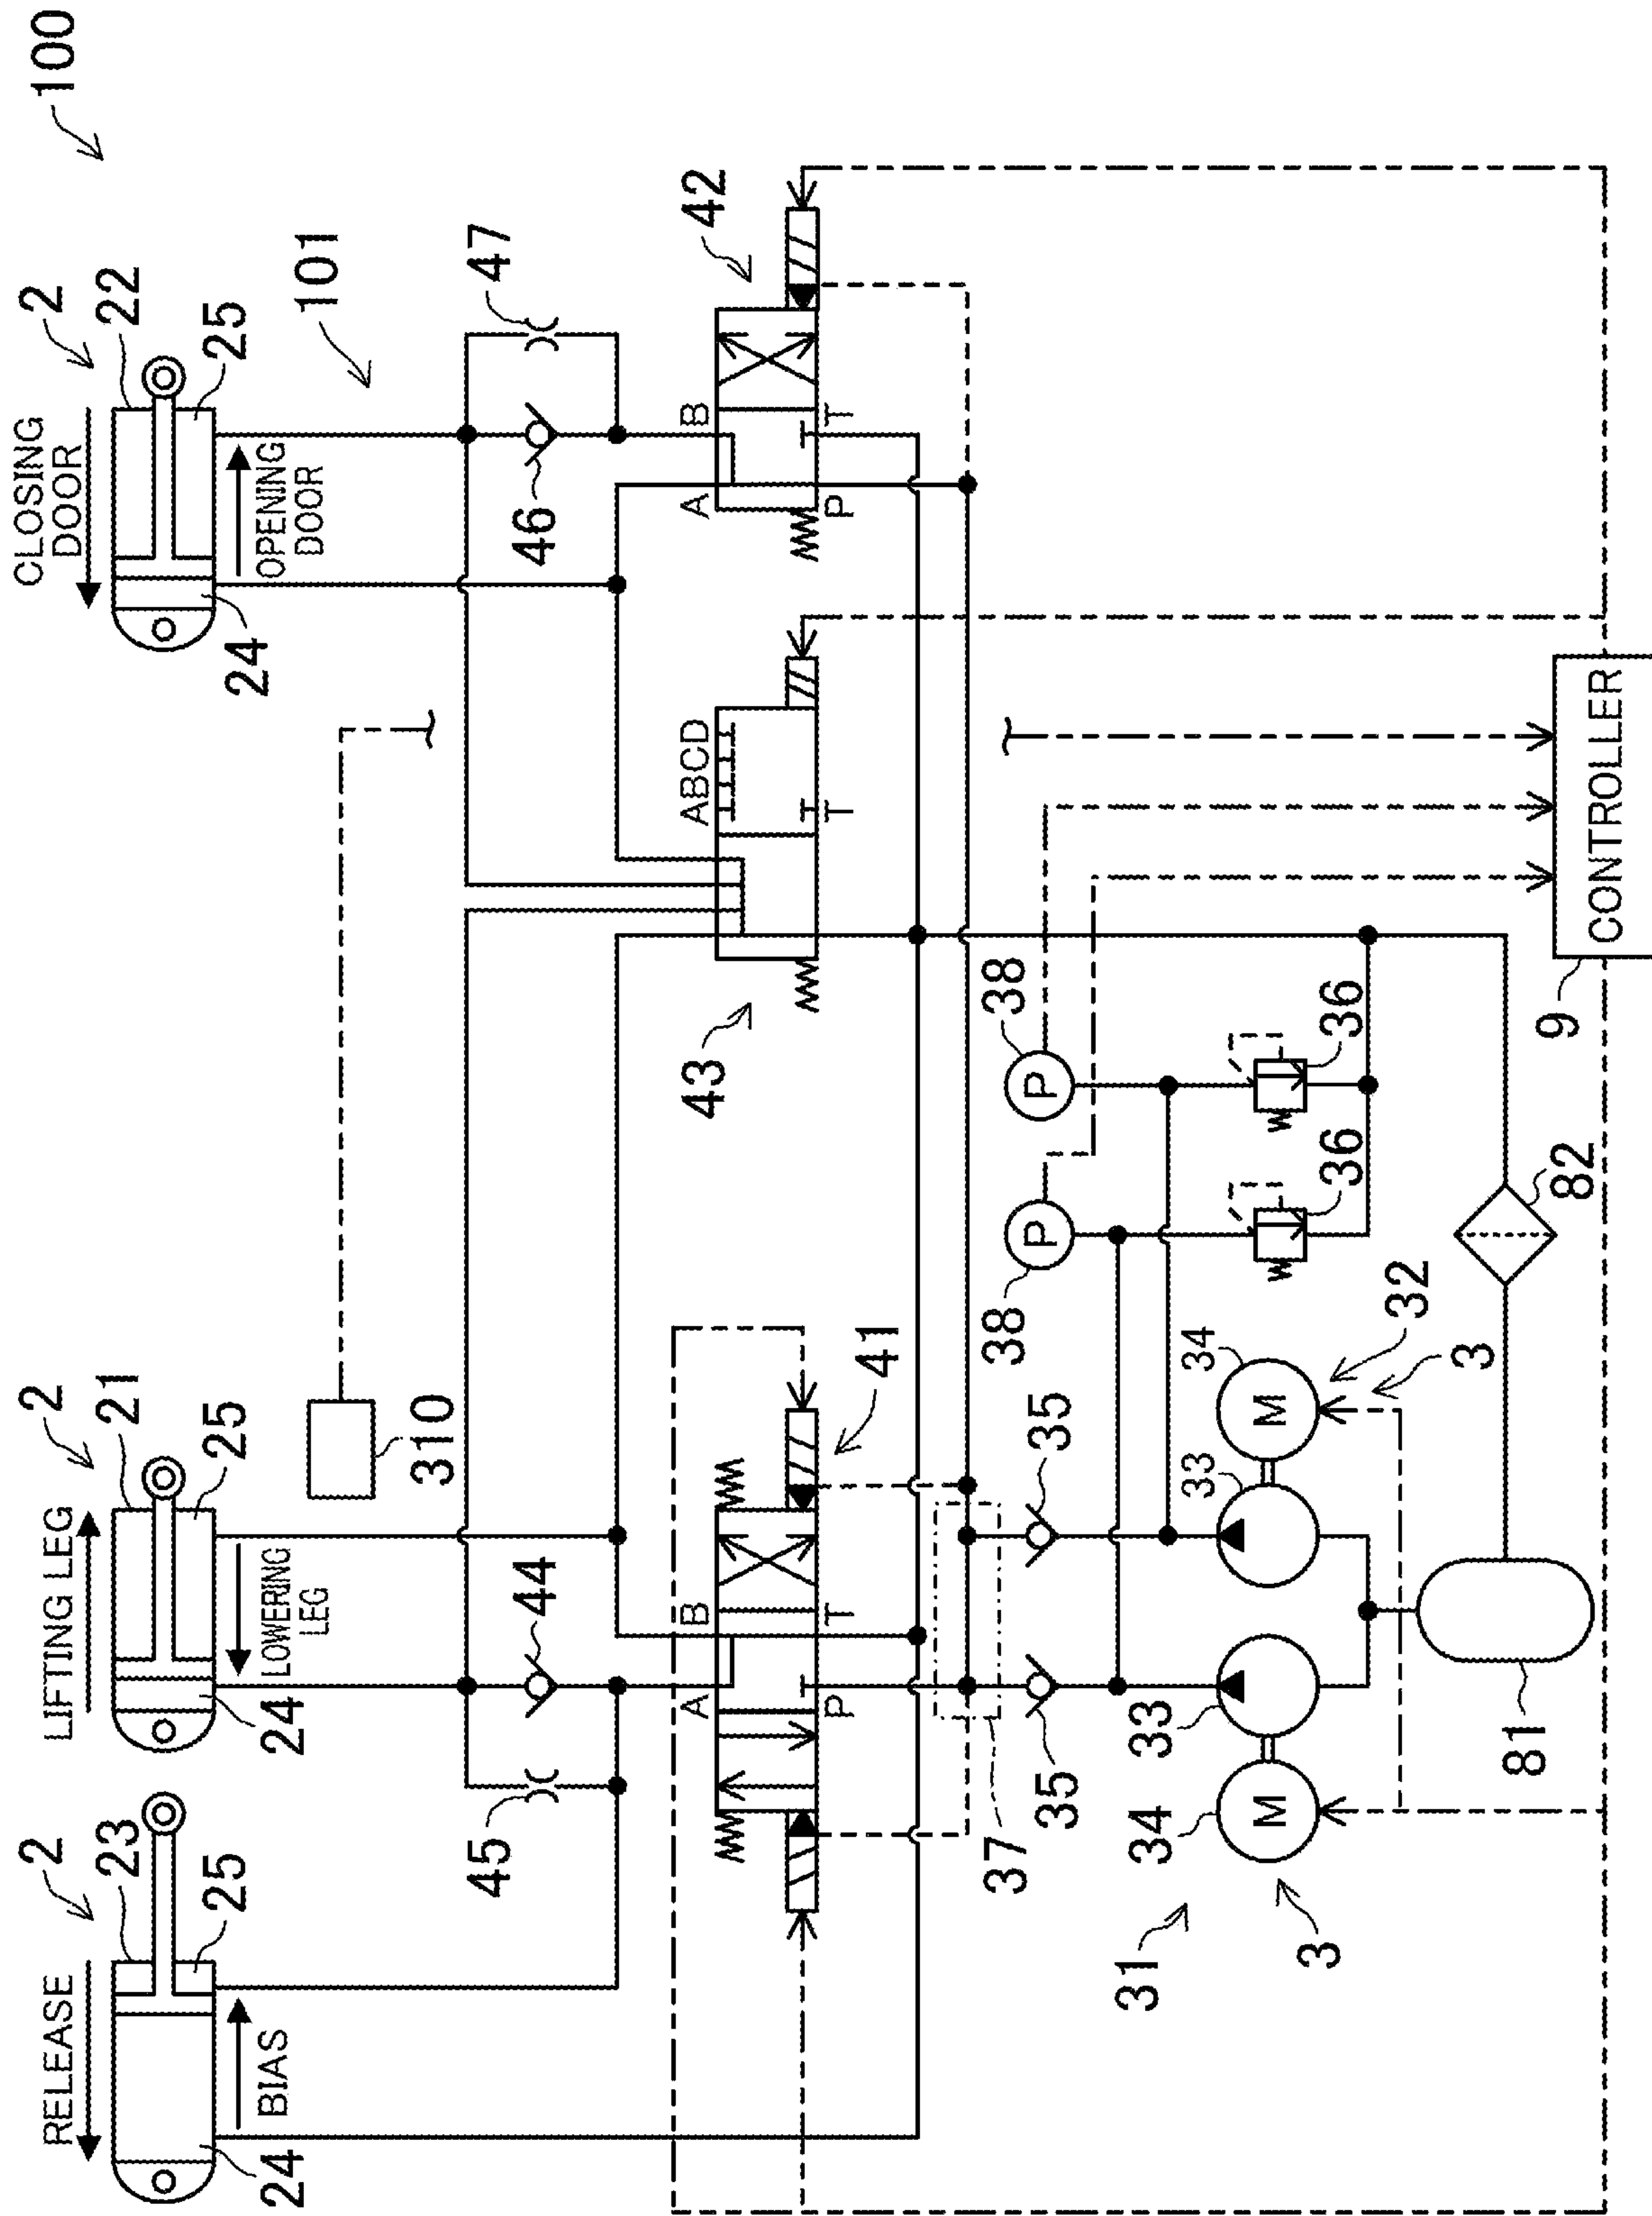 100
RELEASE
2
23
25
BIAS
24
LIFTING LEG
2
21
25
LOWERING
LEG
24
CLOSING
DOOR
2
22
25
OPENING
DOOR
24
101
310
45
44
46
47
A
B
P
T
41
43
ABCD
T
42
A
B
P
T
37
35
35
38
P
38
P
36
36
31
3
34
M
33
33
34
M
32
3
81
82
9
CONTROLLER